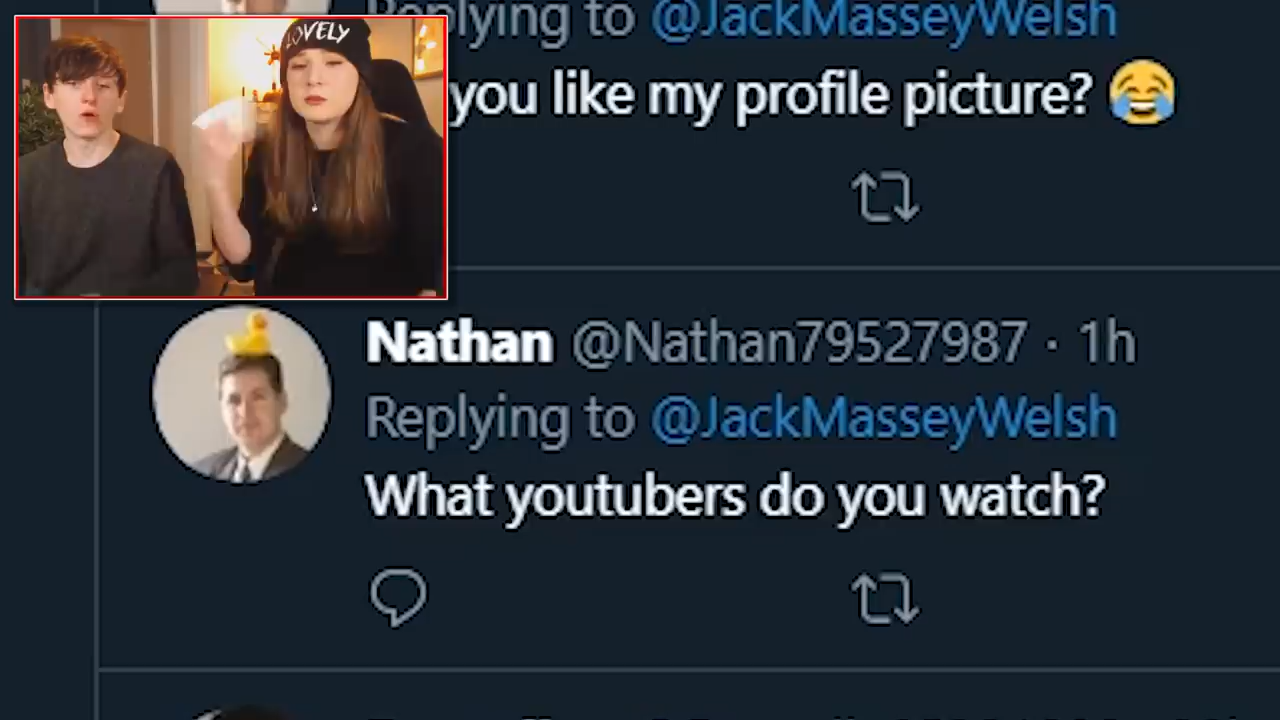 LOVELY
Replying to @JackMasseyWelsh
you like my profile picture? 😂
Nathan @Nathan79527987 · 1h
Replying to @JackMasseyWelsh
What youtubers do you watch?